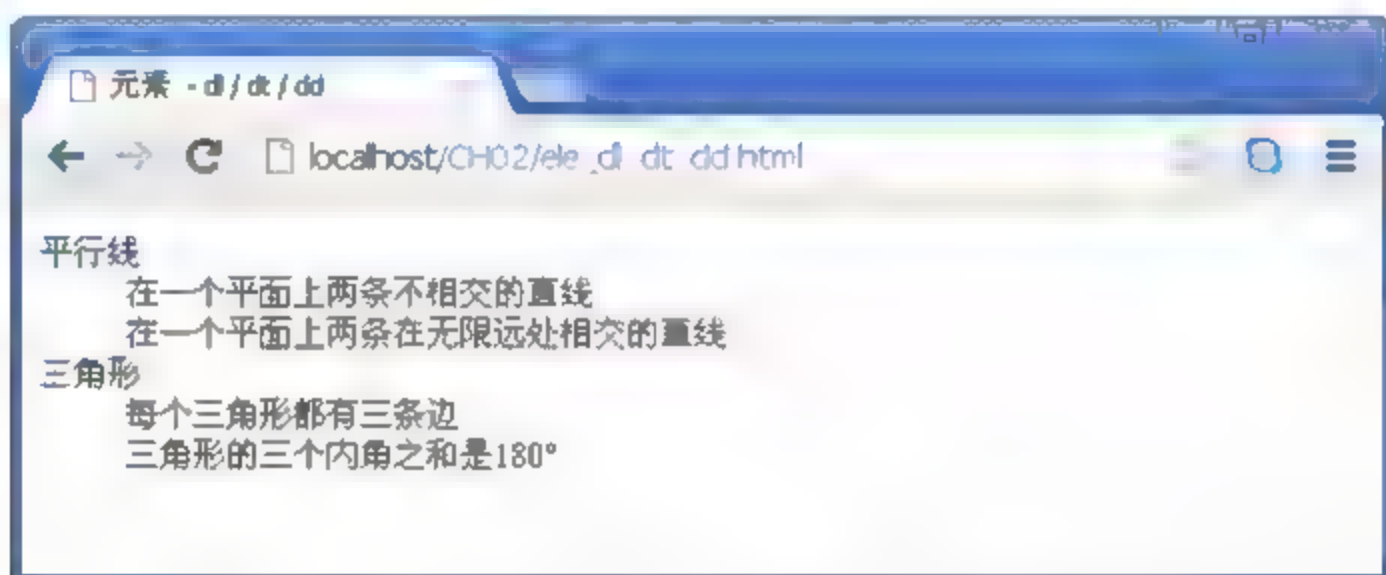 元素 - dl / dt / dd
localhost/CH02/ele_dl_dt_dd.html
平行线
在一个平面上两条不相交的直线
在一个平面上两条在无限远处相交的直线
三角形
每个三角形都有三条边
三角形的三个内角之和是180°